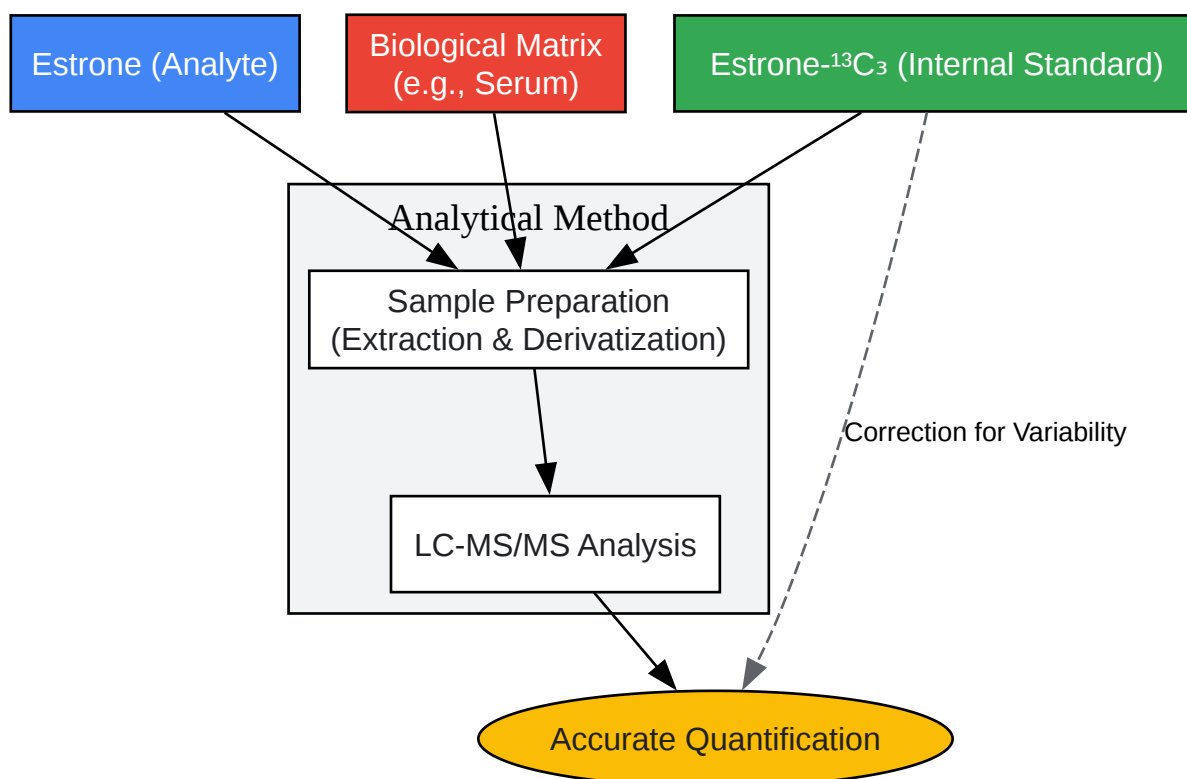 Estrone (Analyte)
Biological Matrix
(e.g., Serum)
Estrone-¹³C₃ (Internal Standard)
Analytical Method
Sample Preparation
(Extraction & Derivatization)
Correction for Variability
LC-MS/MS Analysis
Accurate Quantification